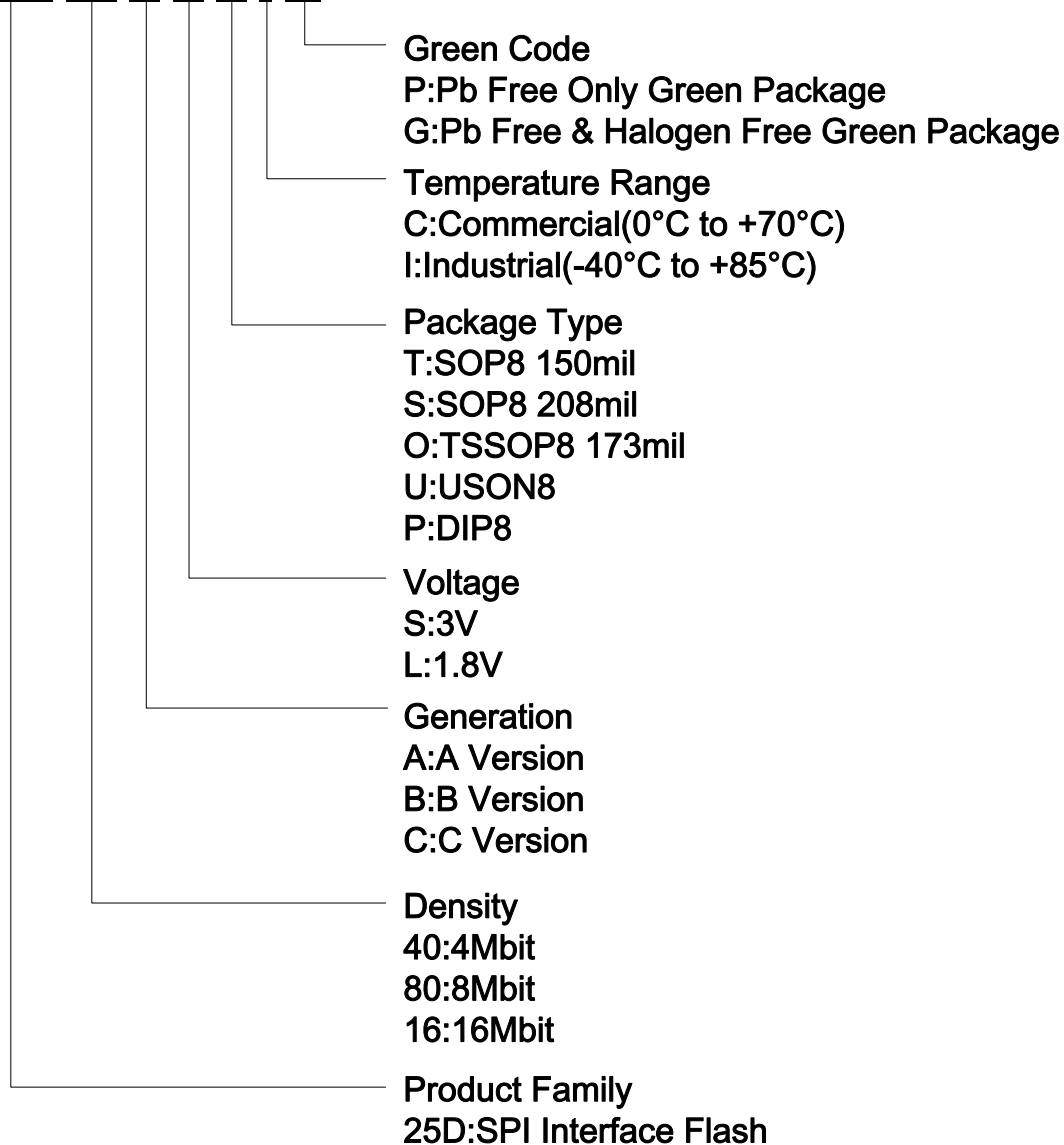 Green Code
P:Pb Free Only Green Package
G:Pb Free & Halogen Free Green Package
Temperature Range
C:Commercial(0°C to +70°C)
I:Industrial(-40°C to +85°C)
Package Type
T:SOP8 150mil
S:SOP8 208mil
O:TSSOP8 173mil
U:USON8
P:DIP8
Voltage
S:3V
L:1.8V
Generation
A:A Version
B:B Version
C:C Version
Density
40:4Mbit
80:8Mbit
16:16Mbit
Product Family
25D:SPI Interface Flash